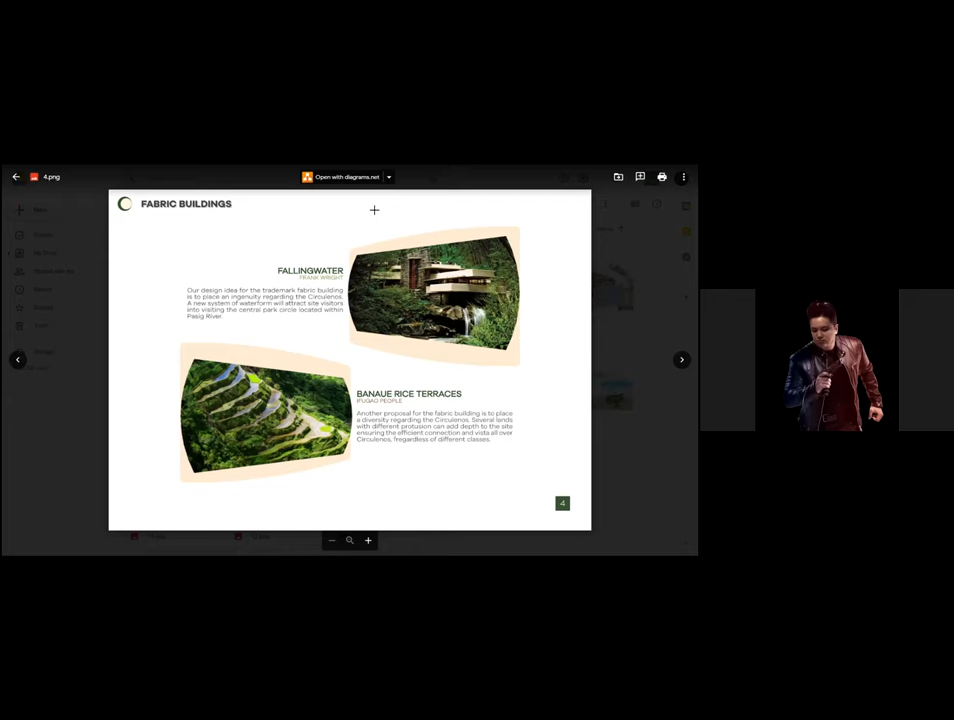 4.png
Open with diagrams.net
FABRIC BUILDINGS
FALLINGWATER
FRANK WRIGHT
Our design idea for the trademark fabric building
is to place an ingenuity regarding the Circulenos.
A new system of waterform will attract site visitors
into visiting the central park circle located within
Pasig River.
BANAUE RICE TERRACES
IFUGAO PEOPLE
Another proposal for the fabric building is to place
a diversity regarding the Circulenos. Several lands
with different protusion can add depth to the site
ensuring the efficient connection and vista all over
Circulenos, fregardless of different classes.
4